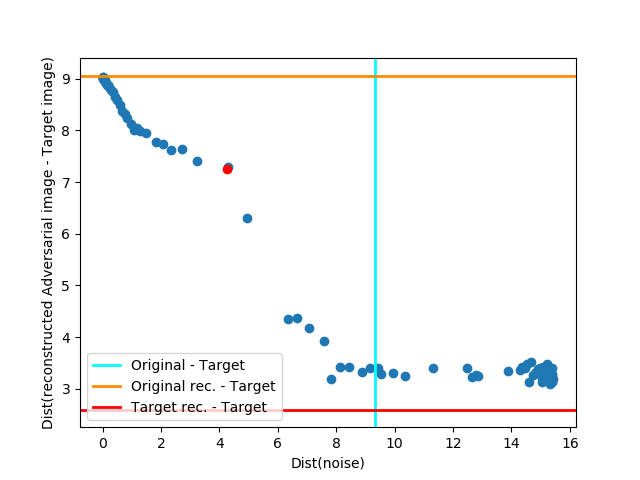 Dist(reconstructed Adversarial image - Target image)
9
8
7
6
5
4
3
Original - Target
Original rec. - Target
Target rec. - Target
0 2 4 6 8 10 12 14 16
Dist(noise)